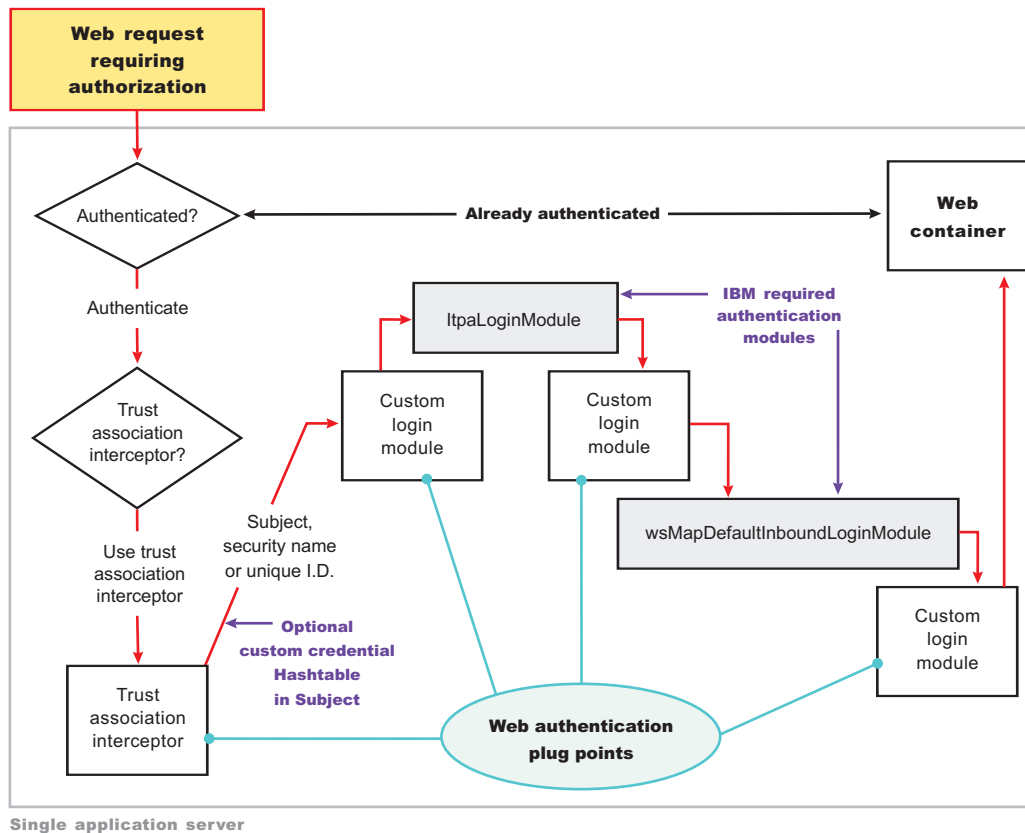 Web request
requiring
authorization
Authenticated?
Already authenticated
Web
container
Authenticate
ltpaLoginModule
IBM required
authentication
modules
Custom
login
module
Custom
login
module
Trust
association
interceptor?
Subject,
security name
or unique I.D.
wsMapDefaultInboundLoginModule
Use trust
association
interceptor
Optional
custom credential
Hashtable
in Subject
Custom
login
module
Trust
association
interceptor
Web authentication
plug points
Single application server